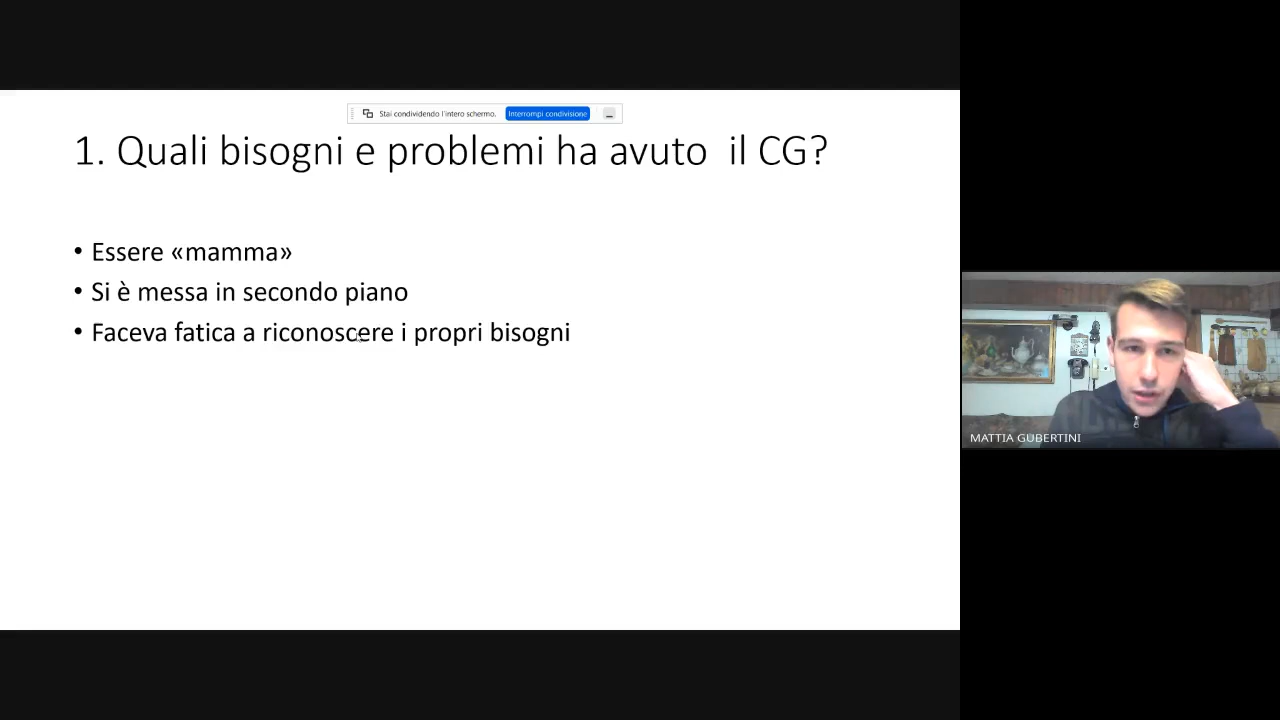 Stai condividendo l'intero schermo. Interrompi condivisione
1. Quali bisogni e problemi ha avuto il CG?
• Essere «mamma»
• Si è messa in secondo piano
• Faceva fatica a riconoscere i propri bisogni
MATTIA GUBERTINI